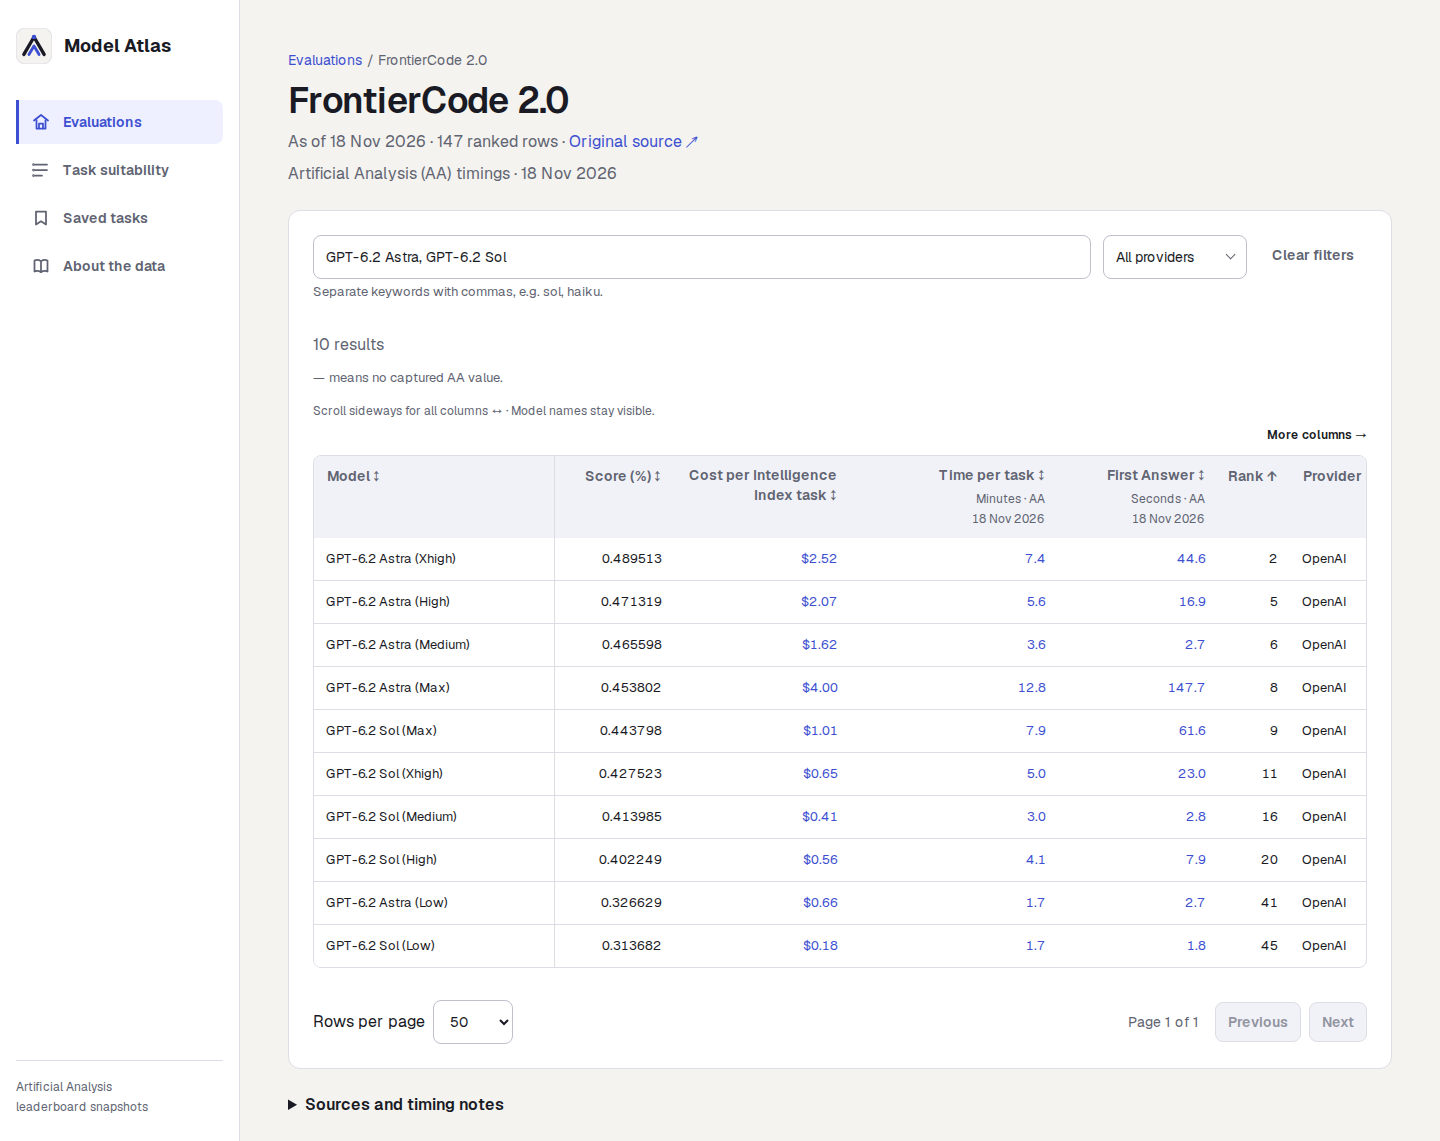 Model Atlas
Evaluations
Task suitability
Saved tasks
About the data
Artificial Analysis
leaderboard snapshots
Evaluations / FrontierCode 2.0
FrontierCode 2.0
As of 18 Nov 2026 · 147 ranked rows · Original source ↗
Artificial Analysis (AA) timings · 18 Nov 2026
GPT-6.2 Astra, GPT-6.2 Sol
All providers
Clear filters
Separate keywords with commas, e.g. sol, haiku.
10 results
— means no captured AA value.
Scroll sideways for all columns ↔ · Model names stay visible.
More columns →
Model ↕ Score (%) ↕ Cost per Intelligence Index task ↕ Time per task ↕ Minutes · AA 18 Nov 2026 First Answer ↕ Seconds · AA 18 Nov 2026 Rank ↑ Provider
GPT-6.2 Astra (Xhigh) 0.489513 $2.52 7.4 44.6 2 OpenAI
GPT-6.2 Astra (High) 0.471319 $2.07 5.6 16.9 5 OpenAI
GPT-6.2 Astra (Medium) 0.465598 $1.62 3.6 2.7 6 OpenAI
GPT-6.2 Astra (Max) 0.453802 $4.00 12.8 147.7 8 OpenAI
GPT-6.2 Sol (Max) 0.443798 $1.01 7.9 61.6 9 OpenAI
GPT-6.2 Sol (Xhigh) 0.427523 $0.65 5.0 23.0 11 OpenAI
GPT-6.2 Sol (Medium) 0.413985 $0.41 3.0 2.8 16 OpenAI
GPT-6.2 Sol (High) 0.402249 $0.56 4.1 7.9 20 OpenAI
GPT-6.2 Astra (Low) 0.326629 $0.66 1.7 2.7 41 OpenAI
GPT-6.2 Sol (Low) 0.313682 $0.18 1.7 1.8 45 OpenAI
Rows per page 50
Page 1 of 1 Previous Next
Sources and timing notes